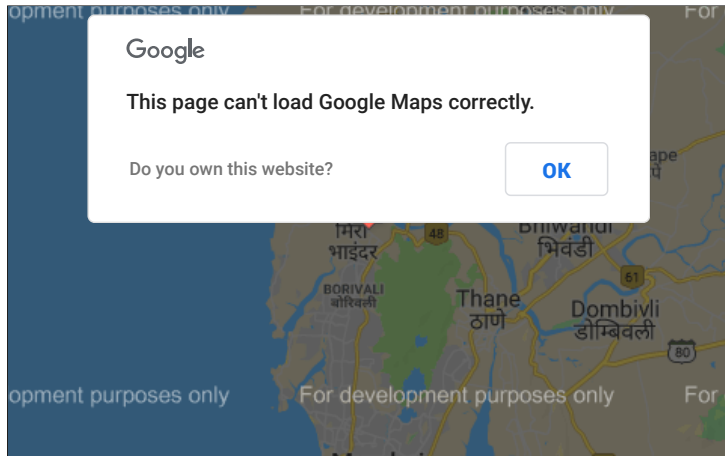 opment purposes only For development purposes only For
Google
This page can't load Google Maps correctly.
Do you own this website?
OK
मिरा
भाइंदर
48
Bhiwandi
भिवंडी
61
BORIVALI
बोरिवली
Thane
ठाणे
Dombivli
डोम्बिवली
80
opment purposes only For development purposes only For